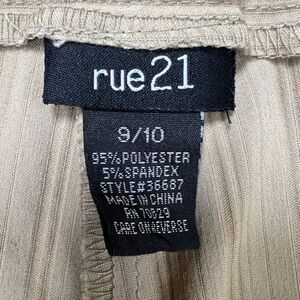 rue21
9/10
95% POLYESTER
5% SPANDEX
STYLE#36687
MADE IN CHINA
RN 70829
CARE ON REVERSE